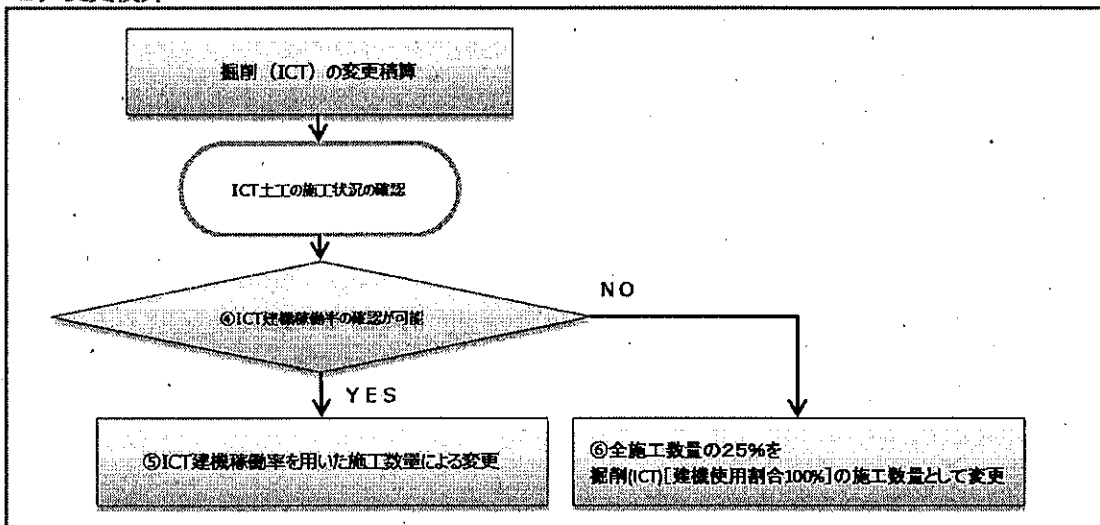 掘削（ICT）の変更積算
ICT土工の施工状況の確認
④ICT建機稼働率の確認が可能
NO
YES
⑤ICT建機稼働率を用いた施工数量による変更
⑥全施工数量の25%を
掘削(ICT)[建機使用割合100%]の施工数量として変更